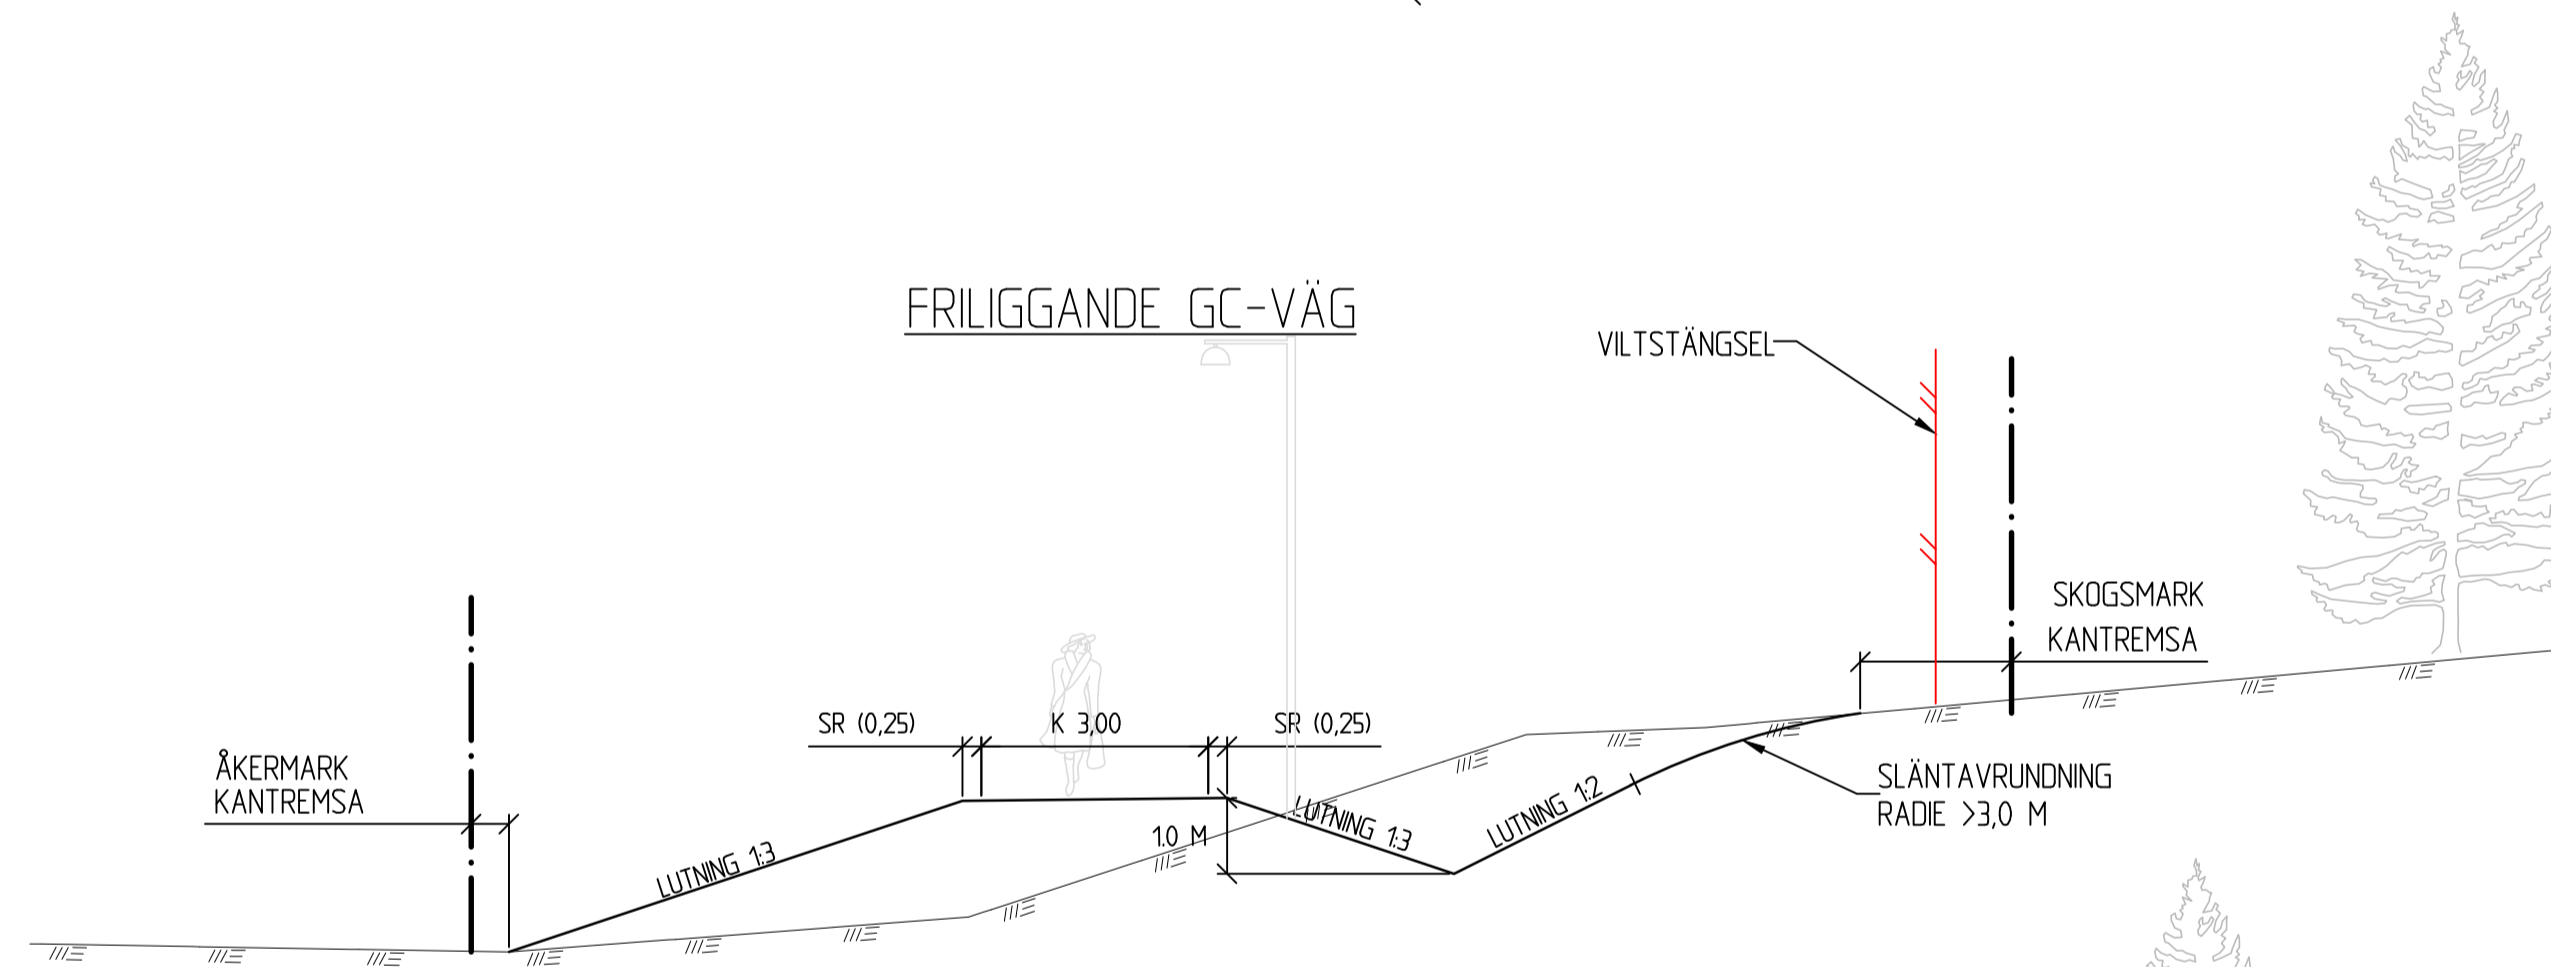 FRILIGGANDE GC-VÄG
VILTSTÄNGSEL
SKOGSMARK
KANTREMSA
SR (0,25)
K 3,00
SR (0,25)
ÅKERMARK
KANTREMSA
LUTNING 1:3
1.0 M
LUTNING 1:3
LUTNING 1:2
SLÄNTAVRUNDNING
RADIE >3,0 M